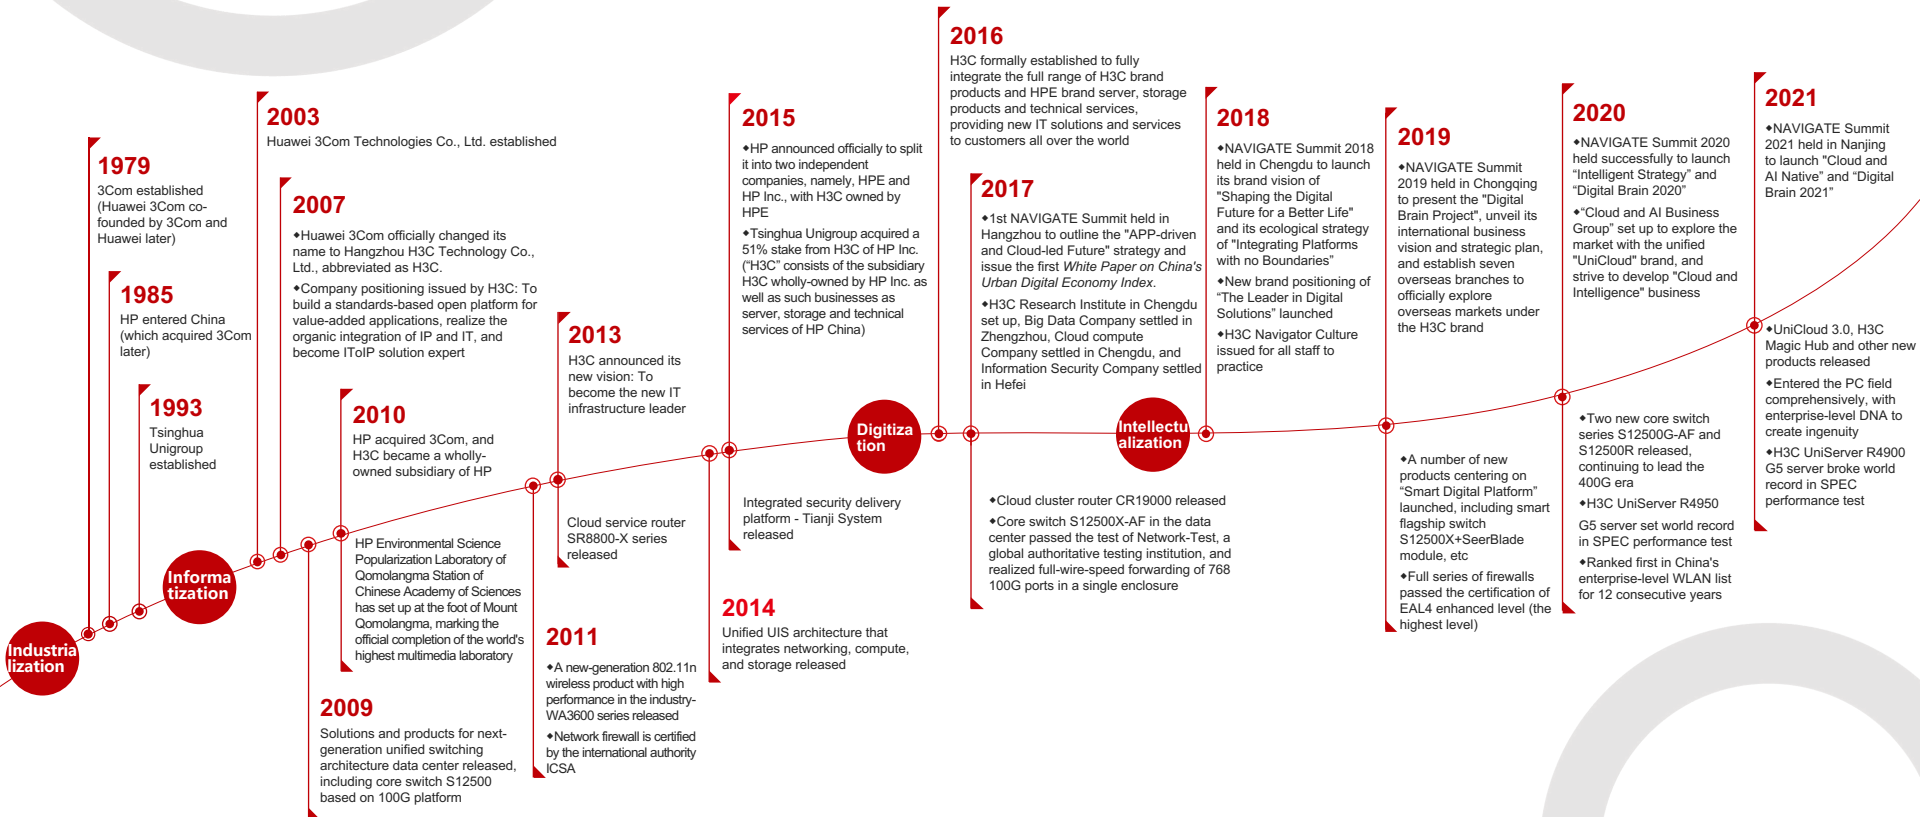 1979
3Com established
(Huawei 3Com co-
founded by 3Com and
Huawei later)
1985
HP entered China
(which acquired 3Com
later)
1993
Tsinghua
Unigroup
established
Industria
lization
Informa
tization
2003
Huawei 3Com Technologies Co., Ltd. established
2007
◆Huawei 3Com officially changed its
name to Hangzhou H3C Technology Co.,
Ltd., abbreviated as H3C.
◆Company positioning issued by H3C: To
build a standards-based open platform for
value-added applications, realize the
organic integration of IP and IT, and
become IToIP solution expert
2009
Solutions and products for next-
generation unified switching
architecture data center released,
including core switch S12500
based on 100G platform
2010
HP acquired 3Com, and
H3C became a wholly-
owned subsidiary of HP
HP Environmental Science
Popularization Laboratory of
Qomolangma Station of
Chinese Academy of Sciences
has set up at the foot of Mount
Qomolangma, marking the
official completion of the world's
highest multimedia laboratory
2011
◆A new-generation 802.11n
wireless product with high
performance in the industry-
WA3600 series released
◆Network firewall is certified
by the international authority
ICSA
2013
H3C announced its
new vision: To
become the new IT
infrastructure leader
Cloud service router
SR8800-X series
released
2014
Unified UIS architecture that
integrates networking, compute,
and storage released
2015
◆HP announced officially to split
it into two independent
companies, namely, HPE and
HP Inc., with H3C owned by
HPE
◆Tsinghua Unigroup acquired a
51% stake from H3C of HP Inc.
(“H3C” consists of the subsidiary
H3C wholly-owned by HP Inc. as
well as such businesses as
server, storage and technical
services of HP China)
Integrated security delivery
platform - Tianji System
released
Digitiza
tion
2016
H3C formally established to fully
integrate the full range of H3C brand
products and HPE brand server, storage
products and technical services,
providing new IT solutions and services
to customers all over the world
2017
◆1st NAVIGATE Summit held in
Hangzhou to outline the "APP-driven
and Cloud-led Future" strategy and
issue the first White Paper on China's
Urban Digital Economy Index.
◆H3C Research Institute in Chengdu
set up, Big Data Company settled in
Zhengzhou, Cloud compute
Company settled in Chengdu, and
Information Security Company settled
in Hefei
◆Cloud cluster router CR19000 released
◆Core switch S12500X-AF in the data
center passed the test of Network-Test, a
global authoritative testing institution, and
realized full-wire-speed forwarding of 768
100G ports in a single enclosure
Intellectu
alization
2018
◆NAVIGATE Summit 2018
held in Chengdu to launch
its brand vision of
"Shaping the Digital
Future for a Better Life"
and its ecological strategy
of "Integrating Platforms
with no Boundaries”
◆New brand positioning of
“The Leader in Digital
Solutions” launched
◆H3C Navigator Culture
issued for all staff to
practice
2019
◆NAVIGATE Summit
2019 held in Chongqing
to present the "Digital
Brain Project", unveil its
international business
vision and strategic plan,
and establish seven
overseas branches to
officially explore
overseas markets under
the H3C brand
◆A number of new
products centering on
“Smart Digital Platform”
launched, including smart
flagship switch
S12500X+SeerBlade
module, etc
◆Full series of firewalls
passed the certification of
EAL4 enhanced level (the
highest level)
2020
◆NAVIGATE Summit 2020
held successfully to launch
“Intelligent Strategy” and
“Digital Brain 2020”
◆“Cloud and AI Business
Group” set up to explore the
market with the unified
"UniCloud" brand, and
strive to develop "Cloud and
Intelligence" business
◆Two new core switch
series S12500G-AF and
S12500R released,
continuing to lead the
400G era
◆H3C UniServer R4950
G5 server set world record
in SPEC performance test
◆Ranked first in China's
enterprise-level WLAN list
for 12 consecutive years
2021
◆NAVIGATE Summit
2021 held in Nanjing
to launch "Cloud and
AI Native” and “Digital
Brain 2021”
◆UniCloud 3.0, H3C
Magic Hub and other new
products released
◆Entered the PC field
comprehensively, with
enterprise-level DNA to
create ingenuity
◆H3C UniServer R4900
G5 server broke world
record in SPEC
performance test